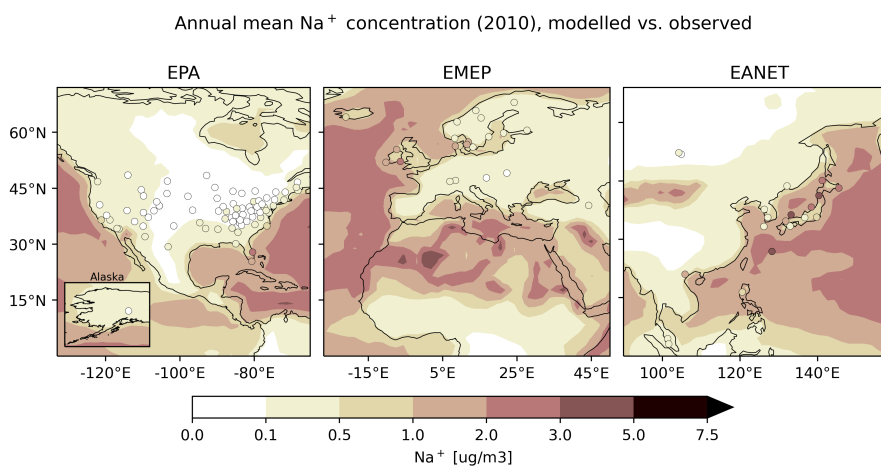 Annual mean Na⁺ concentration (2010), modelled vs. observed
EPA EMEP EANET
60°N
45°N
30°N
15°N
Alaska
-120°E -100°E -80°E -15°E 5°E 25°E 45°E 100°E 120°E 140°E
0.0 0.1 0.5 1.0 2.0 3.0 5.0 7.5
Na⁺ [ug/m3]